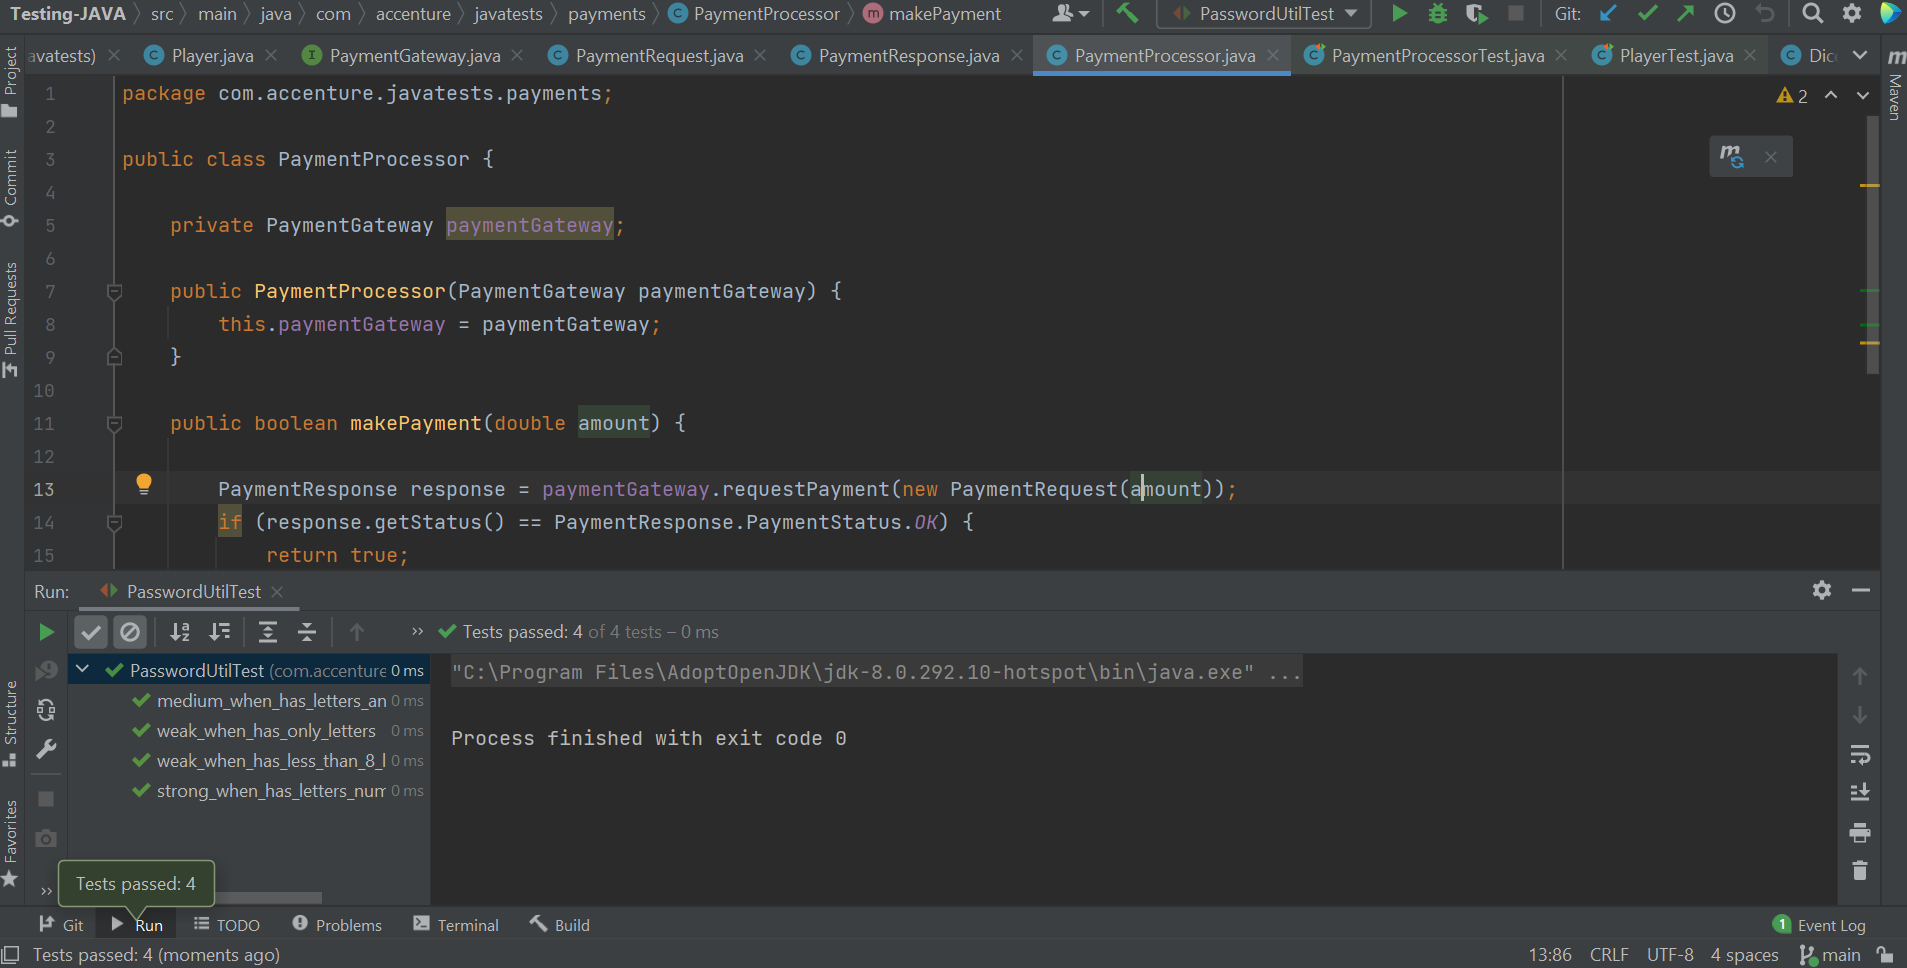 Testing-JAVA src main java com accenture javatests payments PaymentProcessor makePayment PasswordUtilTest Git:
avatests) Player.java PaymentGateway.java PaymentRequest.java PaymentResponse.java PaymentProcessor.java PaymentProcessorTest.java PlayerTest.java Dic
Project
Commit
Pull Requests
Structure
Favorites
Maven
2
1 package com.accenture.javatests.payments;
2
3 public class PaymentProcessor {
4
5 private PaymentGateway paymentGateway;
6
7 public PaymentProcessor(PaymentGateway paymentGateway) {
8 this.paymentGateway = paymentGateway;
9 }
10
11 public boolean makePayment(double amount) {
12
13 PaymentResponse response = paymentGateway.requestPayment(new PaymentRequest(amount));
14 if (response.getStatus() == PaymentResponse.PaymentStatus.OK) {
15 return true;
Run: PasswordUtilTest
Tests passed: 4 of 4 tests – 0 ms
PasswordUtilTest (com.accenture 0 ms
medium_when_has_letters_an 0 ms
weak_when_has_only_letters 0 ms
weak_when_has_less_than_8_l 0 ms
strong_when_has_letters_num 0 ms
"C:\Program Files\AdoptOpenJDK\jdk-8.0.292.10-hotspot\bin\java.exe" ...
Process finished with exit code 0
Tests passed: 4
Git Run TODO Problems Terminal Build 1 Event Log
Tests passed: 4 (moments ago) 13:86 CRLF UTF-8 4 spaces main